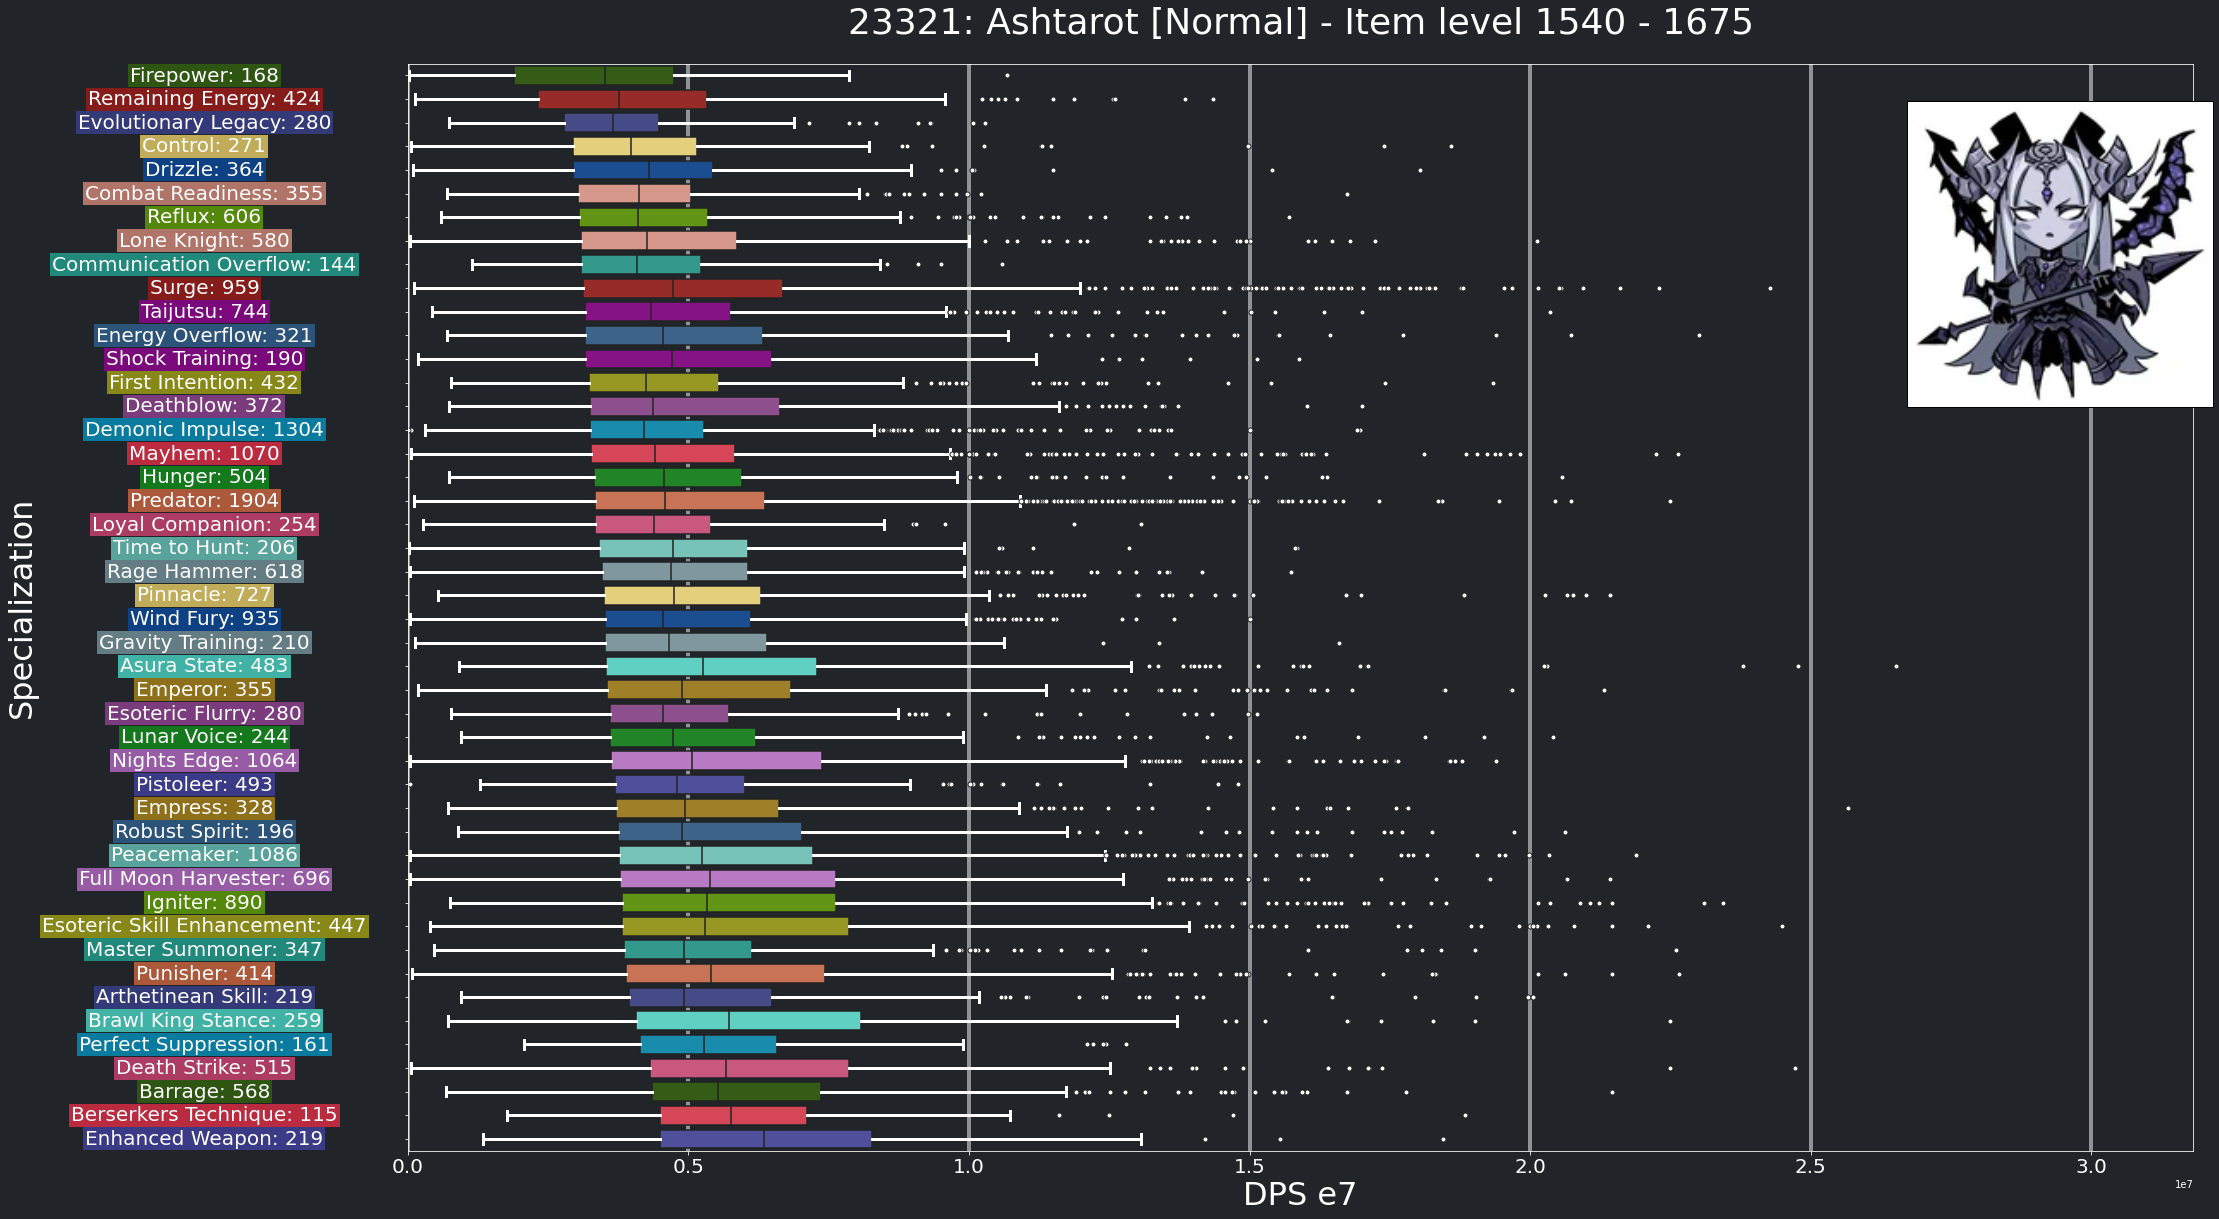 23321: Ashtarot [Normal] - Item level 1540 - 1675
Specialization
Firepower: 168
Remaining Energy: 424
Evolutionary Legacy: 280
Control: 271
Drizzle: 364
Combat Readiness: 355
Reflux: 606
Lone Knight: 580
Communication Overflow: 144
Surge: 959
Taijutsu: 744
Energy Overflow: 321
Shock Training: 190
First Intention: 432
Deathblow: 372
Demonic Impulse: 1304
Mayhem: 1070
Hunger: 504
Predator: 1904
Loyal Companion: 254
Time to Hunt: 206
Rage Hammer: 618
Pinnacle: 727
Wind Fury: 935
Gravity Training: 210
Asura State: 483
Emperor: 355
Esoteric Flurry: 280
Lunar Voice: 244
Nights Edge: 1064
Pistoleer: 493
Empress: 328
Robust Spirit: 196
Peacemaker: 1086
Full Moon Harvester: 696
Igniter: 890
Esoteric Skill Enhancement: 447
Master Summoner: 347
Punisher: 414
Arthetinean Skill: 219
Brawl King Stance: 259
Perfect Suppression: 161
Death Strike: 515
Barrage: 568
Berserkers Technique: 115
Enhanced Weapon: 219
0.0 0.5 1.0 1.5 2.0 2.5 3.0
1e7
DPS e7